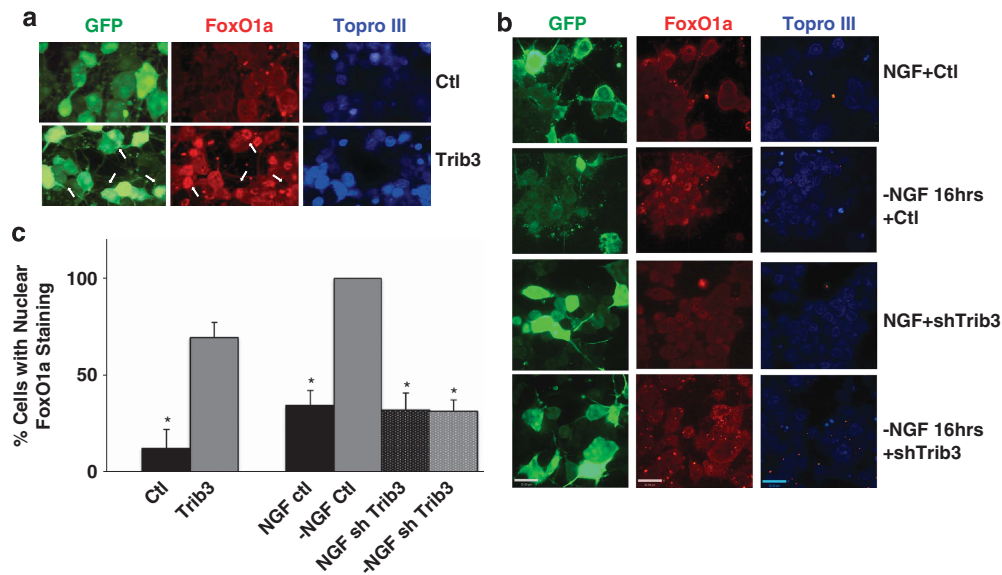 a
GFP
FoxO1a
Topro III
Ctl
Trib3
b
GFP
FoxO1a
Topro III
NGF+Ctl
-NGF 16hrs
+Ctl
NGF+shTrib3
-NGF 16hrs
+shTrib3
c
% Cells with Nuclear
FoxO1a Staining
100
50
0
*
*
*
*
Ctl
Trib3
NGF ctl
-NGF Ctl
NGF sh Trib3
-NGF sh Trib3